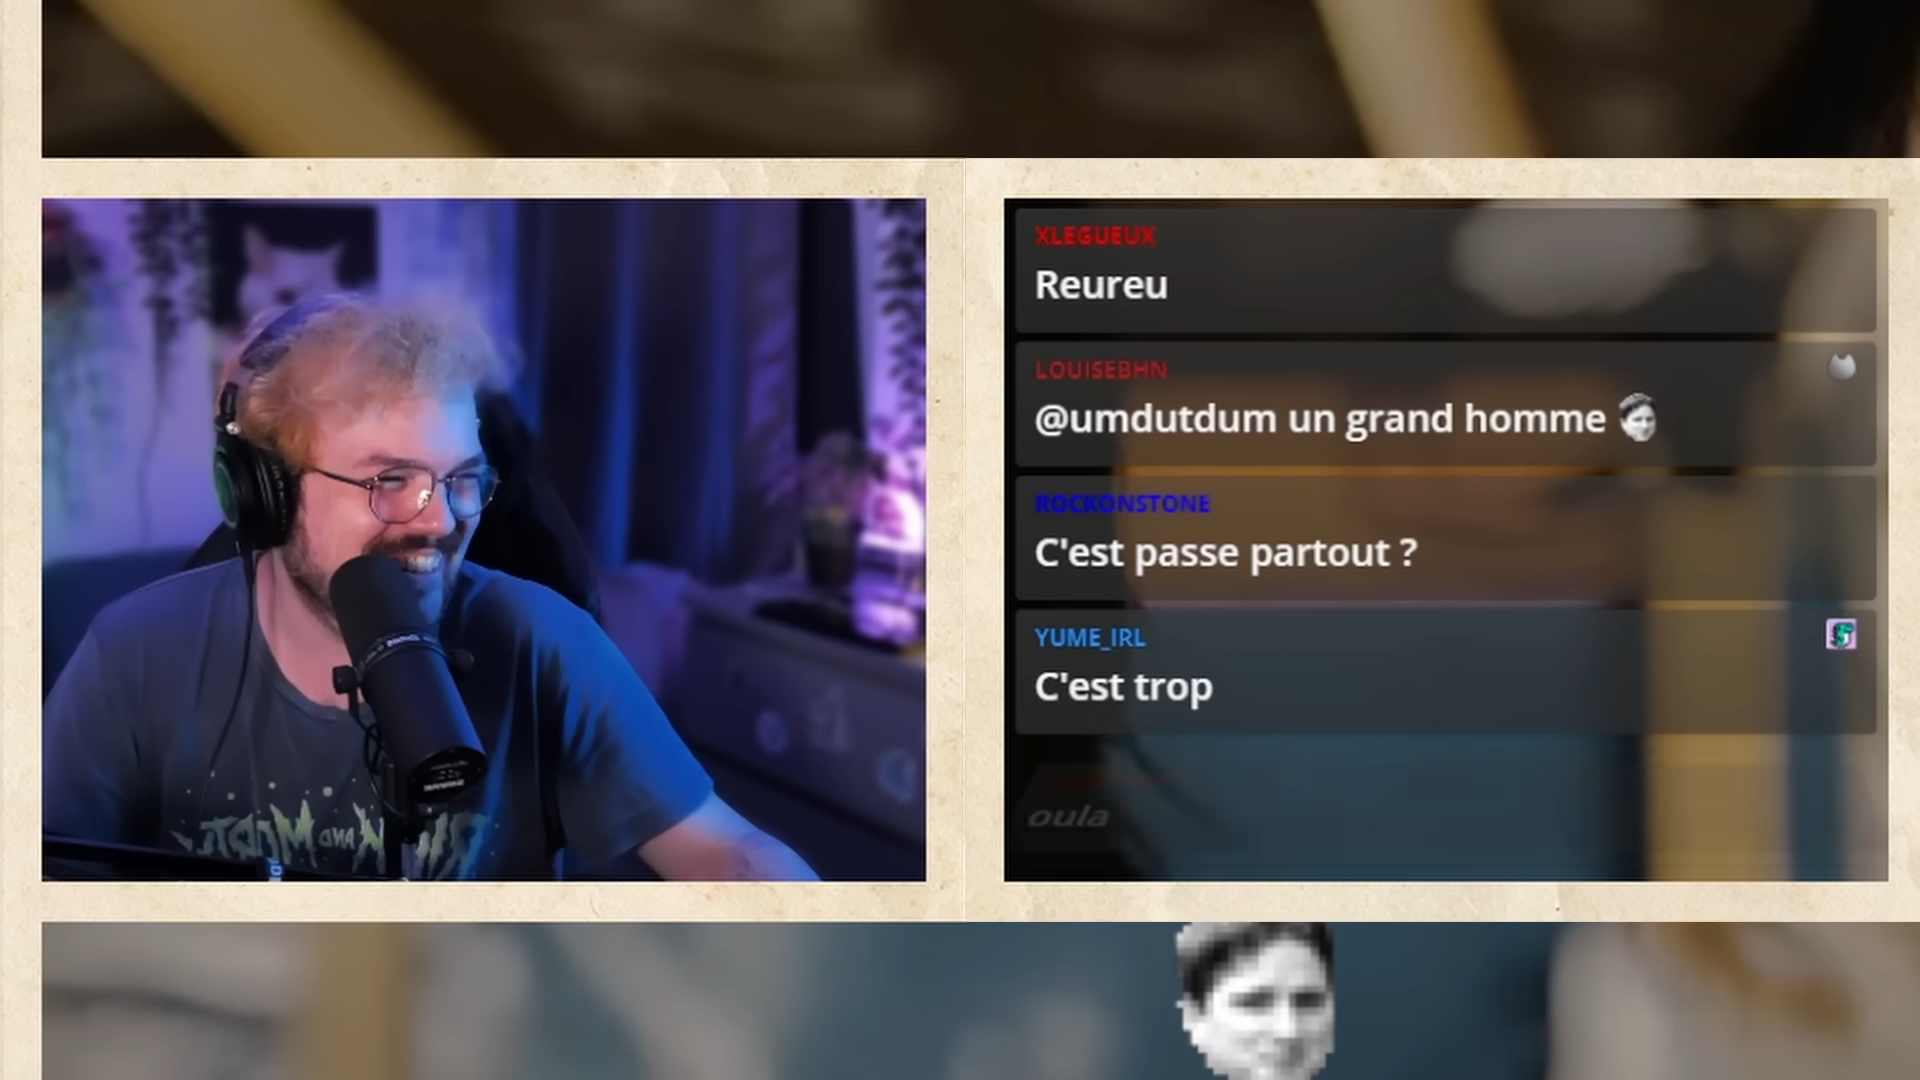 XLEGUEUX
Reureu
LOUISEBHN
@umdutdum un grand homme
ROCKONSTONE
C'est passe partout ?
YUME_IRL
C'est trop
oula